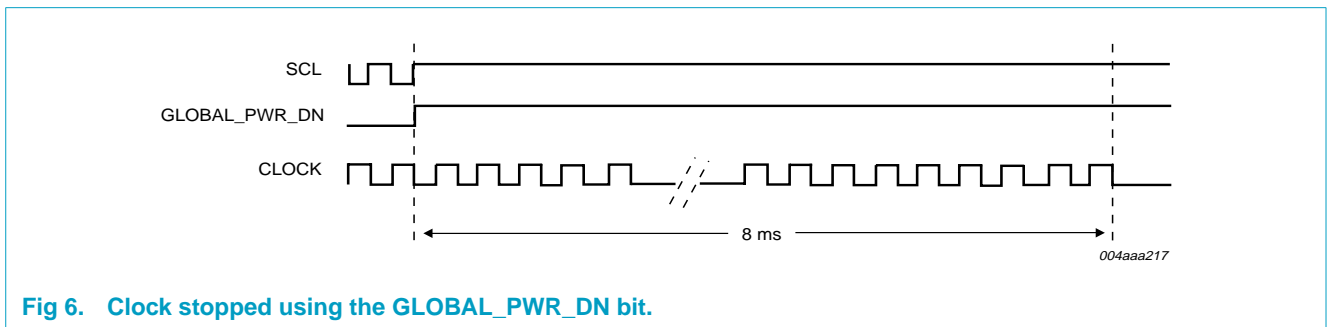 SCL
GLOBAL_PWR_DN
CLOCK
8 ms
004aaa217
Fig 6. Clock stopped using the GLOBAL_PWR_DN bit.